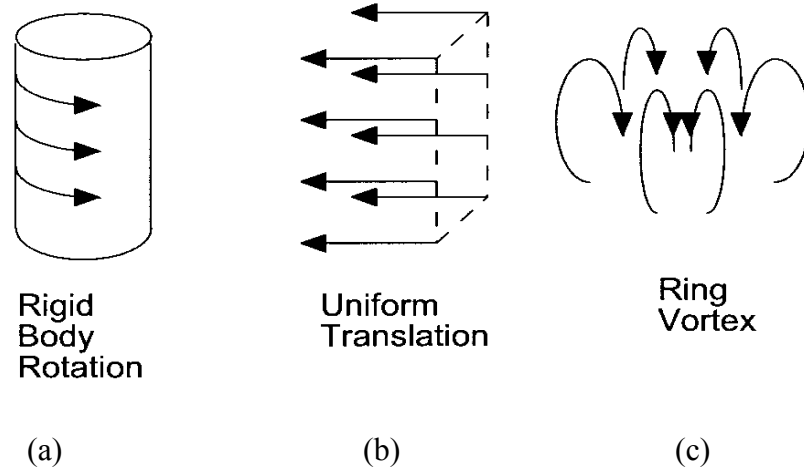 Rigid
Body
Rotation
Uniform
Translation
Ring
Vortex
(a)
(b)
(c)